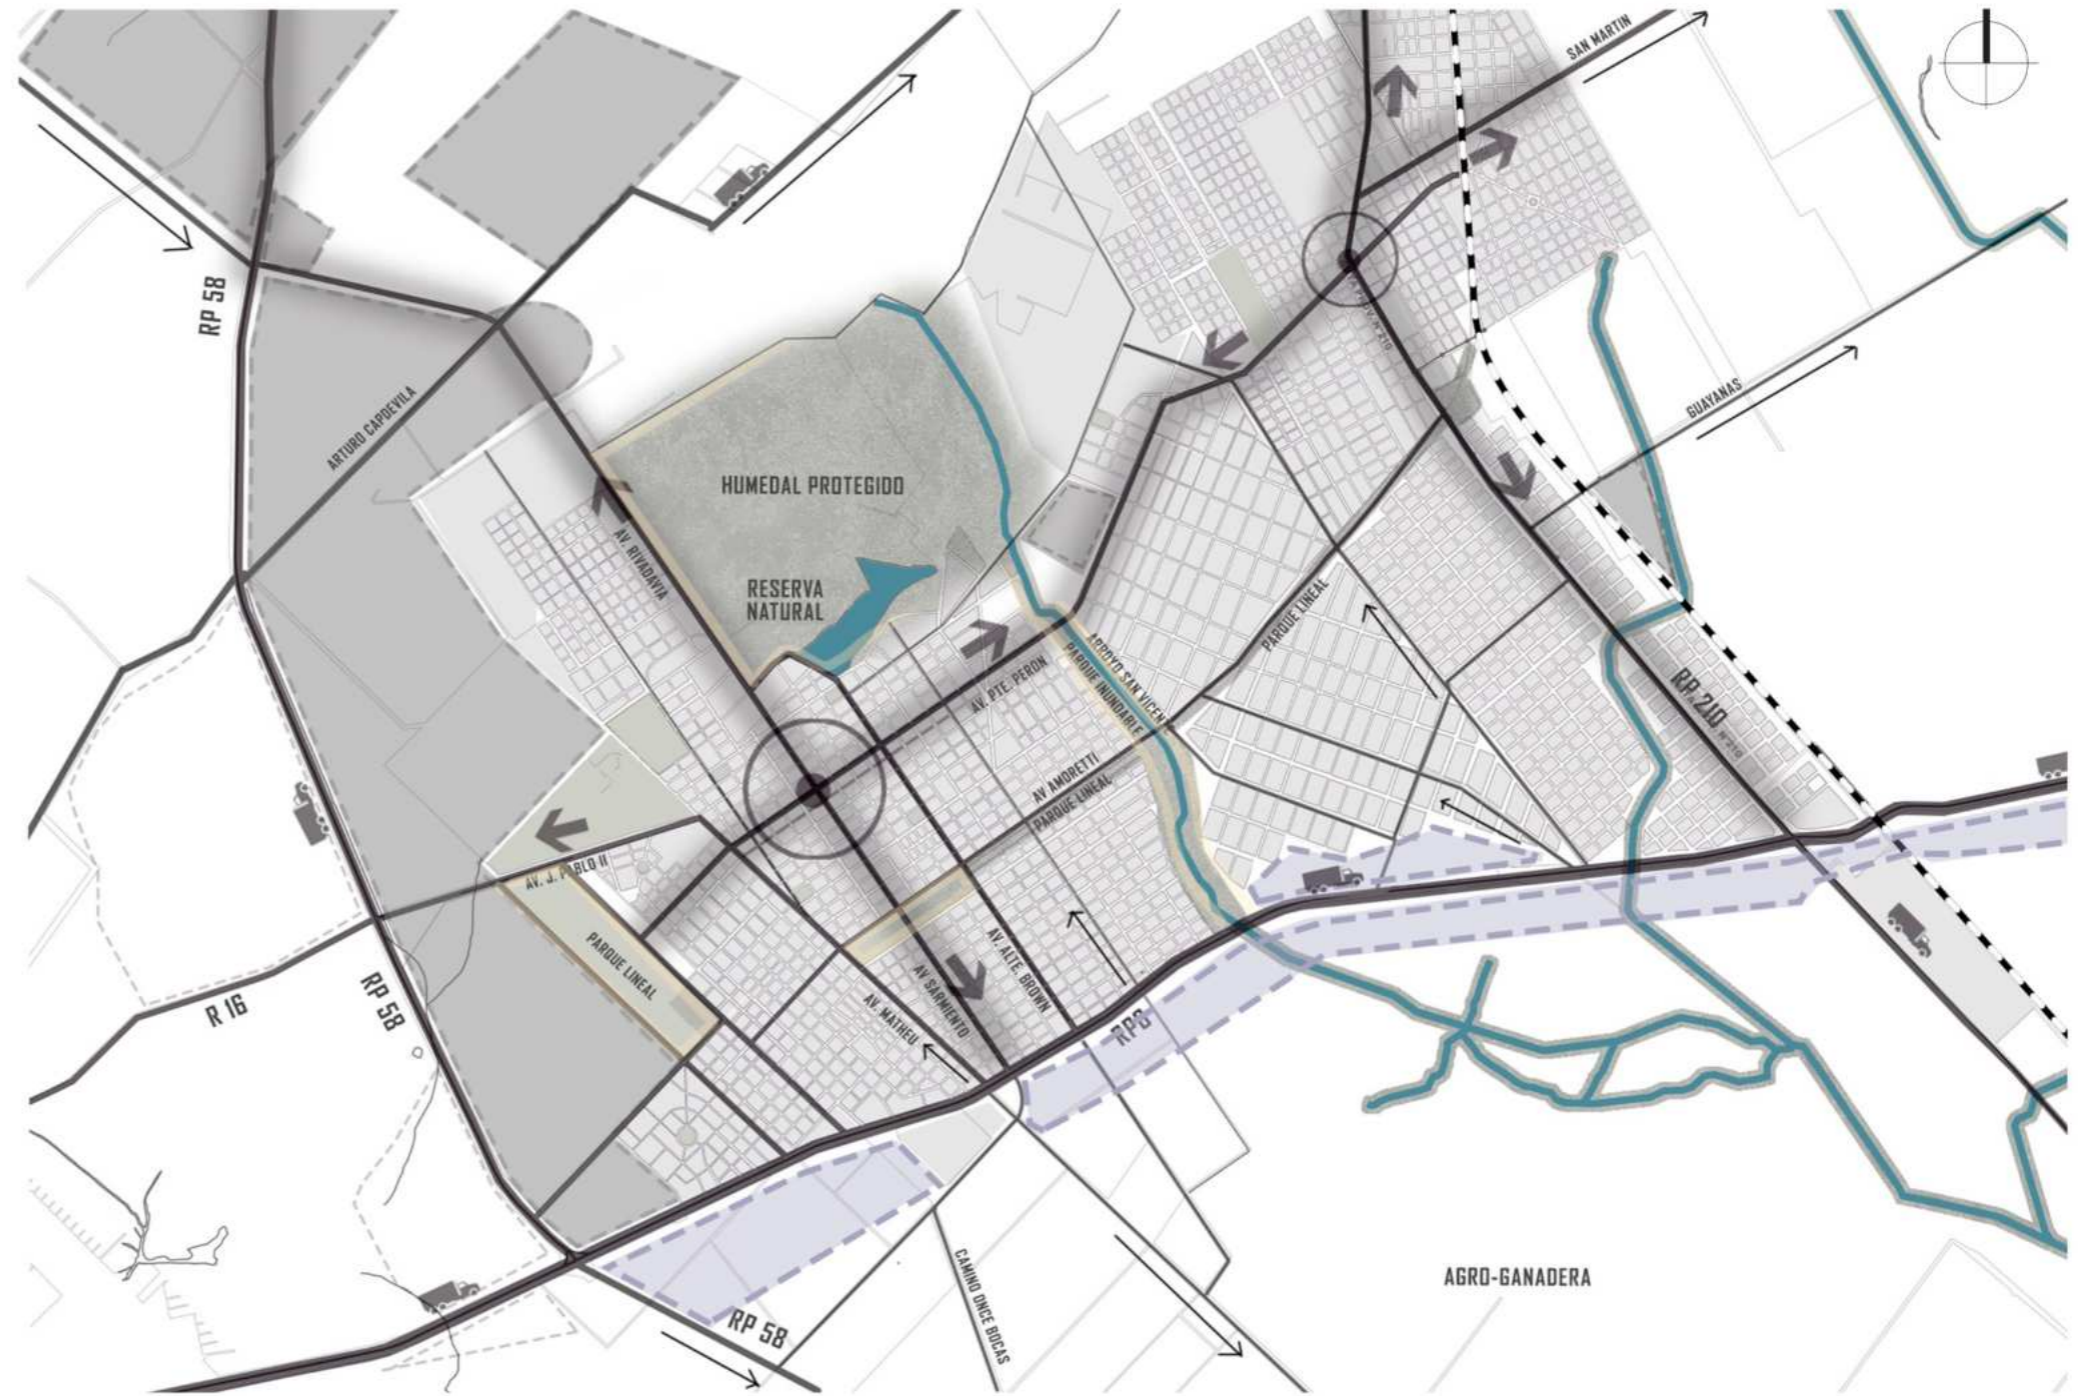 SAN MARTIN
RP 58
ARTURO CAPDEVILA
HUMEDAL PROTEGIDO
AV. RIVADAVIA
RESERVA
NATURAL
GUAYANAS
PARQUE LINEAL
AV. PTE. PERON
ARROYO SAN VICENTE
PARQUE INUNDABLE
RP 210
N°210
AV AMORETTI
PARQUE LINEAL
AV. J. PABLO II
PARQUE LINEAL
AV. ALTE. BROWN
AV SARMIENTO
AV. MATHEU
R 16
RP 58
RP6
AGRO-GANADERA
CAMINO ONCE BOCAS
RP 58